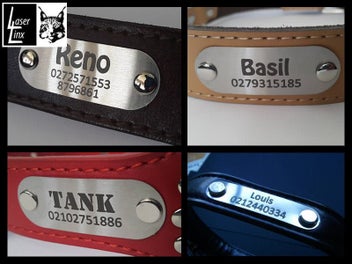 Laser
Linx
Reno
0272571553
8796861
Basil
0279315185
TANK
02102751886
Louis
0212440334